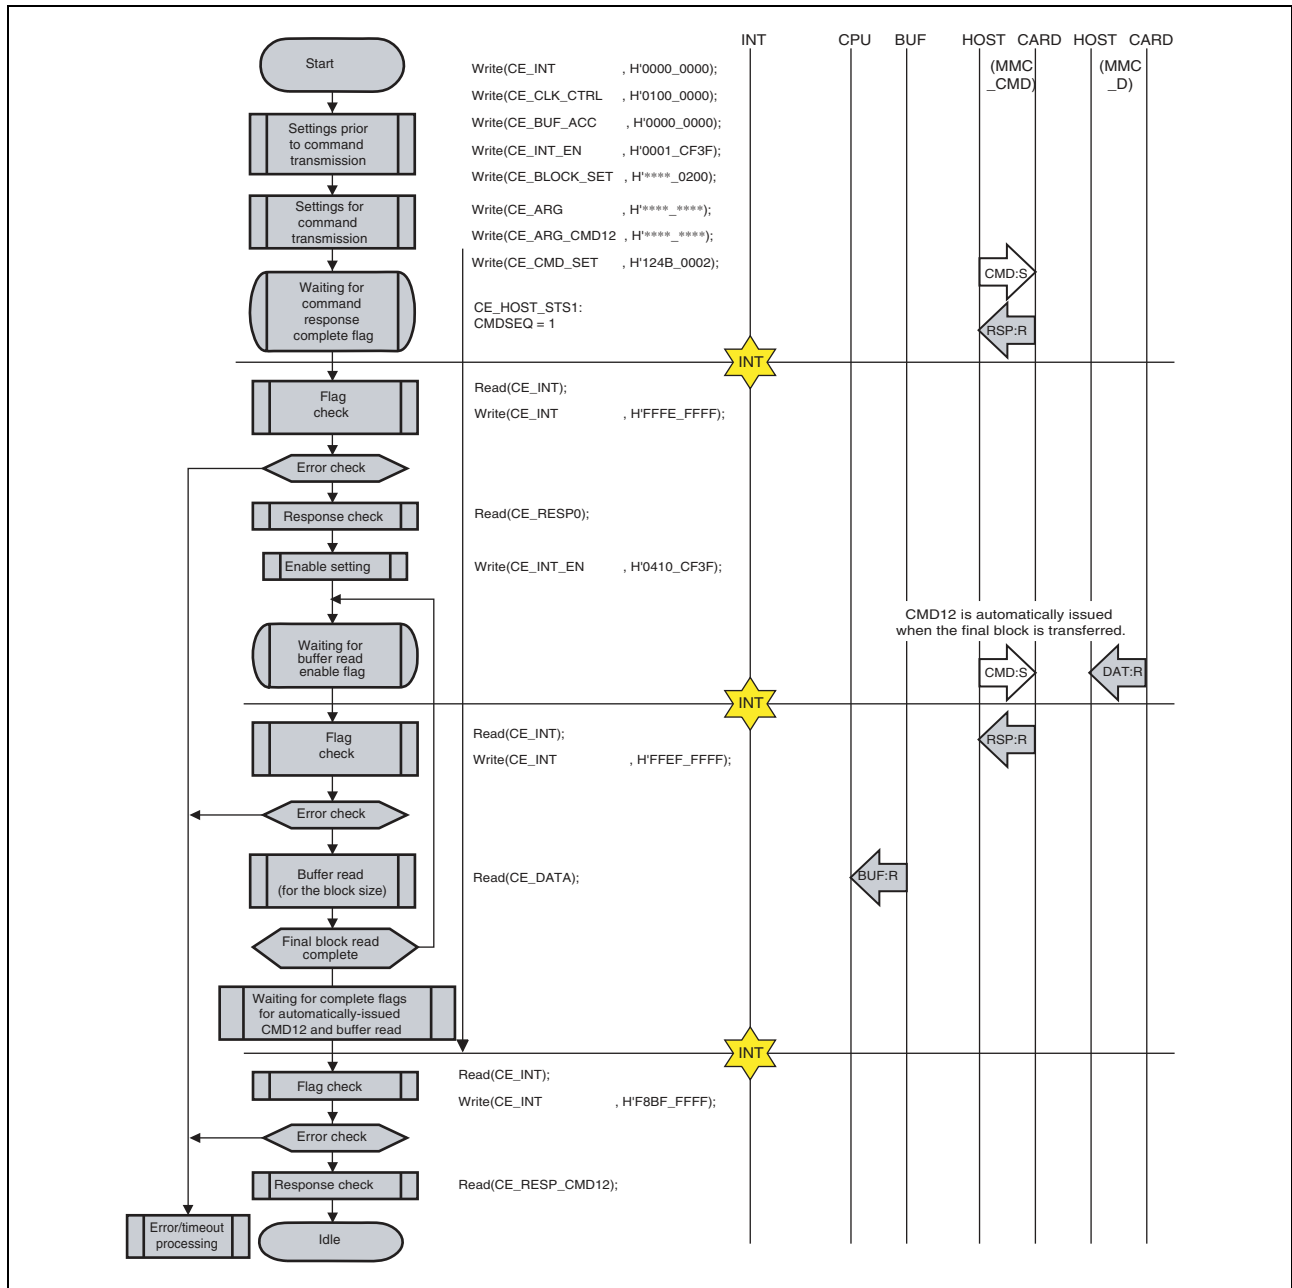 INT CPU BUF HOST CARD HOST CARD
(MMC _CMD) (MMC _D)
Start
Write(CE_INT , H'0000_0000);
Write(CE_CLK_CTRL , H'0100_0000);
Settings prior
to command
transmission
Write(CE_BUF_ACC , H'0000_0000);
Write(CE_INT_EN , H'0001_CF3F);
Write(CE_BLOCK_SET , H'****_0200);
Settings for
command
transmission
Write(CE_ARG , H'****_****);
Write(CE_ARG_CMD12 , H'****_****);
Write(CE_CMD_SET , H'124B_0002);
CMD:S
Waiting for
command
response
complete flag
CE_HOST_STS1:
CMDSEQ = 1
RSP:R
INT
Flag
check
Read(CE_INT);
Write(CE_INT , H'FFFE_FFFF);
Error check
Response check
Read(CE_RESP0);
Enable setting
Write(CE_INT_EN , H'0410_CF3F);
CMD12 is automatically issued
when the final block is transferred.
Waiting for
buffer read
enable flag
CMD:S
DAT:R
INT
Flag
check
Read(CE_INT);
Write(CE_INT , H'FFEF_FFFF);
RSP:R
Error check
Buffer read
(for the block size)
Read(CE_DATA);
BUF:R
Final block read
complete
Waiting for complete flags
for automatically-issued
CMD12 and buffer read
INT
Flag check
Read(CE_INT);
Write(CE_INT , H'F8BF_FFFF);
Error check
Response check
Read(CE_RESP_CMD12);
Error/timeout
processing
Idle